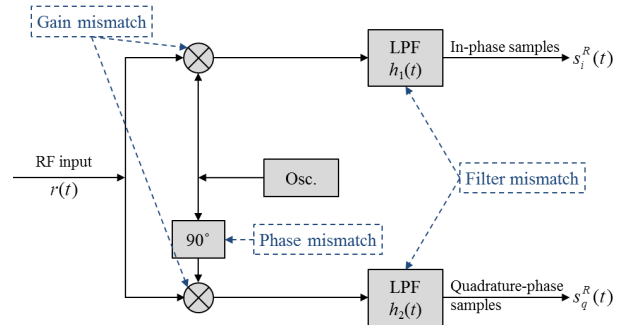 Gain mismatch
LPF
h₁(t)
In-phase samples
sᵢᴿ(t)
RF input
r(t)
Osc.
Filter mismatch
90°
Phase mismatch
LPF
h₂(t)
Quadrature-phase
samples
s_q^R(t)